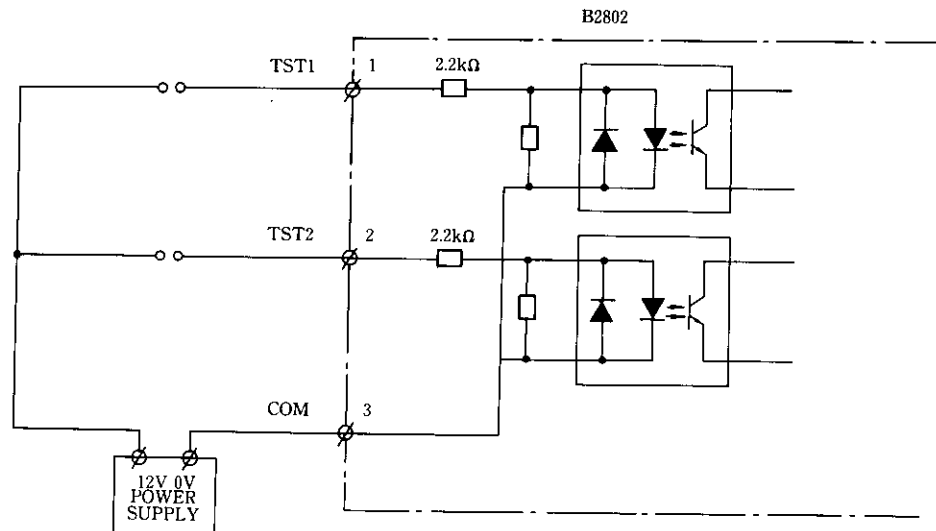 B2802
TST1 1 2.2kΩ
TST2 2 2.2kΩ
COM 3
12V 0V
POWER
SUPPLY